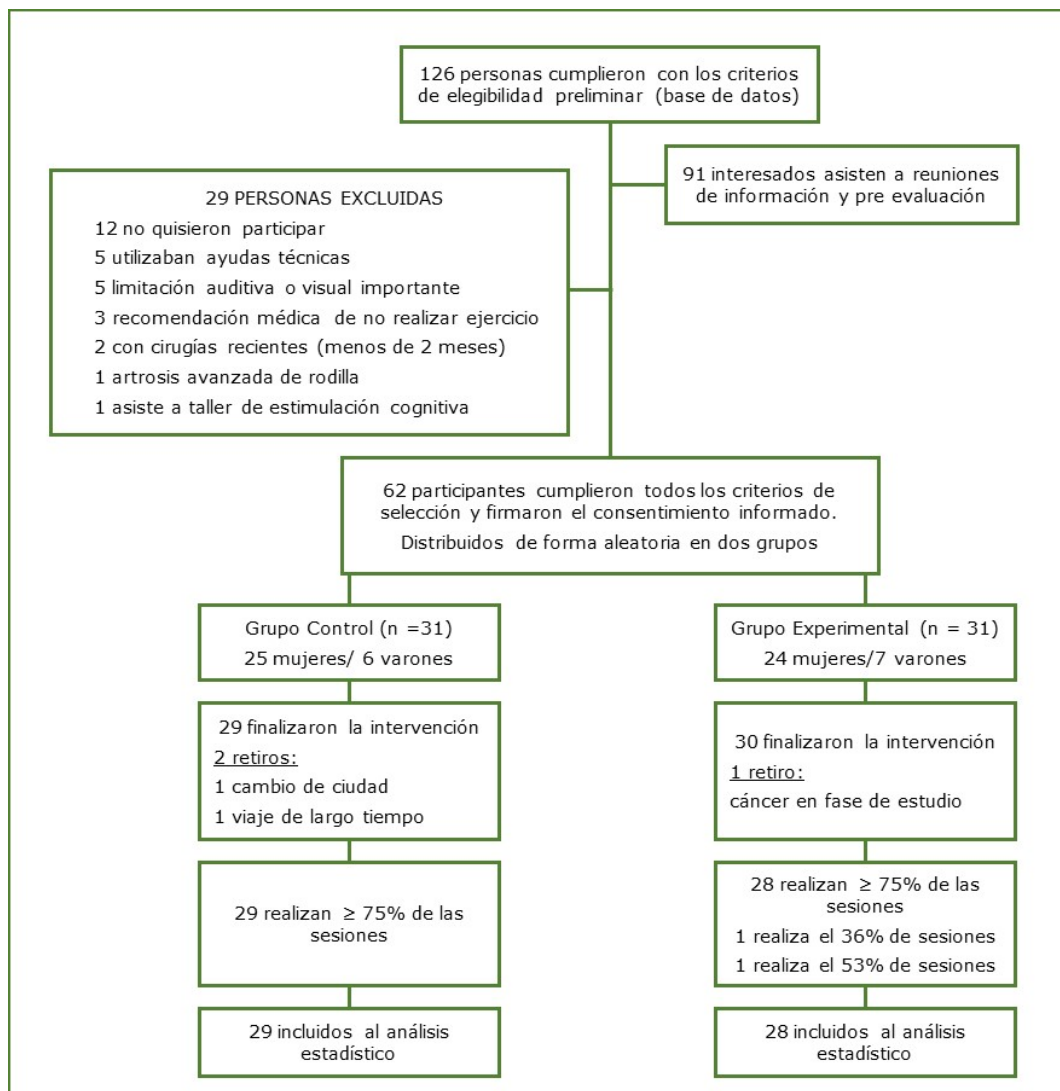 126 personas cumplieron con los criterios
de elegibilidad preliminar (base de datos)
91 interesados asisten a reuniones
de información y pre evaluación
29 PERSONAS EXCLUIDAS
12 no quisieron participar
5 utilizaban ayudas técnicas
5 limitación auditiva o visual importante
3 recomendación médica de no realizar ejercicio
2 con cirugías recientes (menos de 2 meses)
1 artrosis avanzada de rodilla
1 asiste a taller de estimulación cognitiva
62 participantes cumplieron todos los criterios de
selección y firmaron el consentimiento informado.
Distribuidos de forma aleatoria en dos grupos
Grupo Control (n =31)
25 mujeres/ 6 varones
29 finalizaron la intervención
2 retiros:
1 cambio de ciudad
1 viaje de largo tiempo
29 realizan ≥ 75% de las
sesiones
29 incluidos al análisis
estadístico
Grupo Experimental (n = 31)
24 mujeres/7 varones
30 finalizaron la intervención
1 retiro:
cáncer en fase de estudio
28 realizan ≥ 75% de las
sesiones
1 realiza el 36% de sesiones
1 realiza el 53% de sesiones
28 incluidos al análisis
estadístico